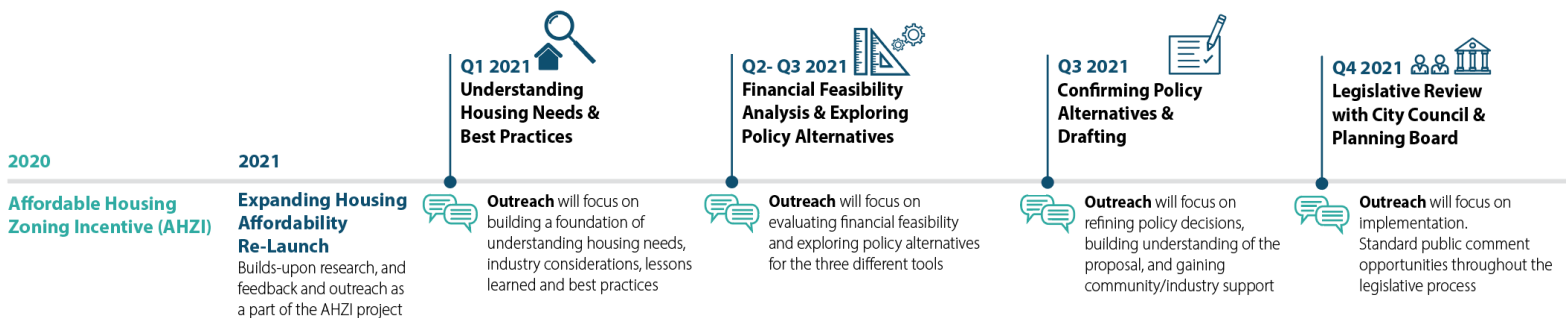 2020
Affordable Housing
Zoning Incentive (AHZI)
2021
Expanding Housing
Affordability
Re-Launch
Builds-upon research, and
feedback and outreach as
a part of the AHZI project
Q1 2021
Understanding
Housing Needs &
Best Practices
Outreach will focus on
building a foundation of
understanding housing needs,
industry considerations, lessons
learned and best practices
Q2- Q3 2021
Financial Feasibility
Analysis & Exploring
Policy Alternatives
Outreach will focus on
evaluating financial feasibility
and exploring policy alternatives
for the three different tools
Q3 2021
Confirming Policy
Alternatives &
Drafting
Outreach will focus on
refining policy decisions,
building understanding of the
proposal, and gaining
community/industry support
Q4 2021
Legislative Review
with City Council &
Planning Board
Outreach will focus on
implementation.
Standard public comment
opportunities throughout the
legislative process